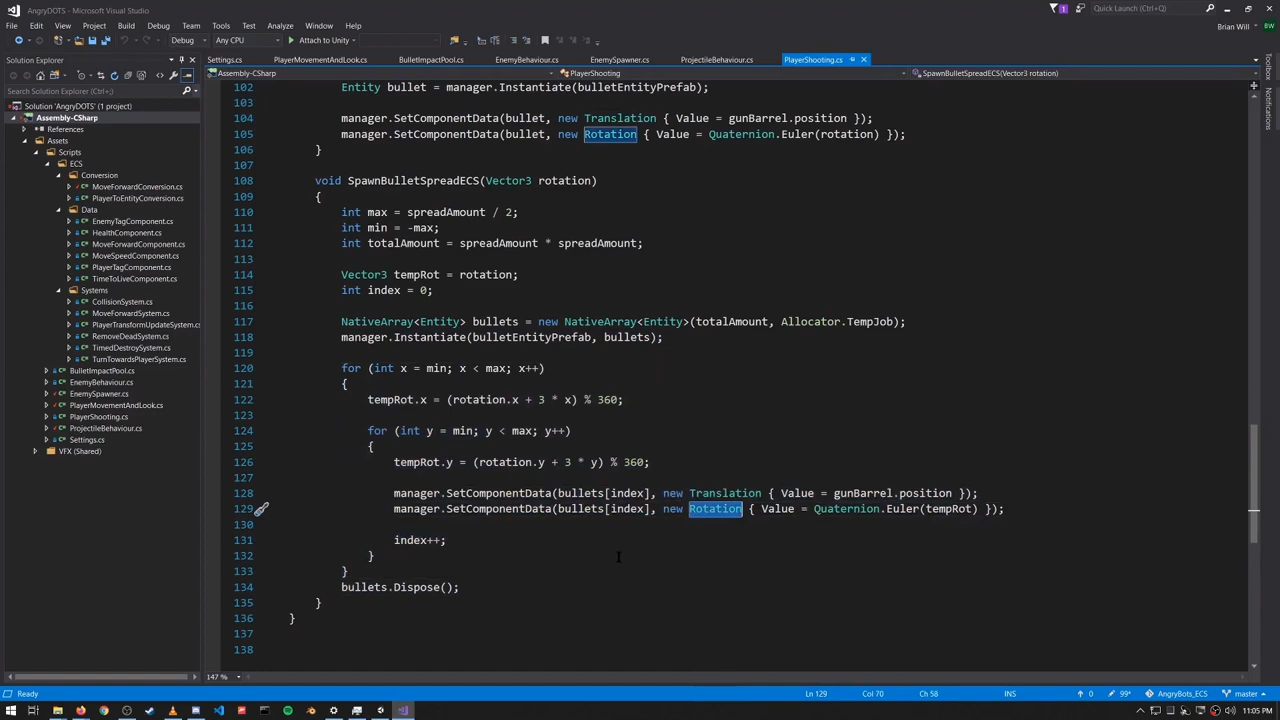 AngryDOTS - Microsoft Visual Studio
1
Quick Launch (Ctrl+Q)
File Edit View Project Build Debug Team Tools Test Analyze Window Help
Brian Will BW
Debug Any CPU Attach to Unity
Solution Explorer
Search Solution Explorer (Ctrl+;)
Solution 'AngryDOTS' (1 project)
Assembly-CSharp
References
Assets
Scripts
ECS
Conversion
MoveForwardConversion.cs
PlayerToEntityConversion.cs
Data
EnemyTagComponent.cs
HealthComponent.cs
MoveForwardComponent.cs
MoveSpeedComponent.cs
PlayerTagComponent.cs
TimeToLiveComponent.cs
Systems
CollisionSystem.cs
MoveForwardSystem.cs
PlayerTransformUpdateSystem.cs
RemoveDeadSystem.cs
TimedDestroySystem.cs
TurnTowardsPlayerSystem.cs
BulletImpactPool.cs
EnemyBehaviour.cs
EnemySpawner.cs
PlayerMovementAndLook.cs
PlayerShooting.cs
ProjectileBehaviour.cs
Settings.cs
VFX (Shared)
Settings.cs PlayerMovementAndLook.cs BulletImpactPool.cs EnemyBehaviour.cs EnemySpawner.cs ProjectileBehaviour.cs PlayerShooting.cs
Assembly-CSharp PlayerShooting SpawnBulletSpreadECS(Vector3 rotation)
102 Entity bullet = manager.Instantiate(bulletEntityPrefab);
103
104 manager.SetComponentData(bullet, new Translation { Value = gunBarrel.position });
105 manager.SetComponentData(bullet, new Rotation { Value = Quaternion.Euler(rotation) });
106 }
107
108 void SpawnBulletSpreadECS(Vector3 rotation)
109 {
110 int max = spreadAmount / 2;
111 int min = -max;
112 int totalAmount = spreadAmount * spreadAmount;
113
114 Vector3 tempRot = rotation;
115 int index = 0;
116
117 NativeArray<Entity> bullets = new NativeArray<Entity>(totalAmount, Allocator.TempJob);
118 manager.Instantiate(bulletEntityPrefab, bullets);
119
120 for (int x = min; x < max; x++)
121 {
122 tempRot.x = (rotation.x + 3 * x) % 360;
123
124 for (int y = min; y < max; y++)
125 {
126 tempRot.y = (rotation.y + 3 * y) % 360;
127
128 manager.SetComponentData(bullets[index], new Translation { Value = gunBarrel.position });
129 manager.SetComponentData(bullets[index], new Rotation { Value = Quaternion.Euler(tempRot) });
130
131 index++;
132 }
133 }
134 bullets.Dispose();
135 }
136 }
137
138
Toolbox
Notifications
147 %
Ready Ln 129 Col 70 Ch 58 INS 0 99+ AngryBots_ECS master
11:05 PM